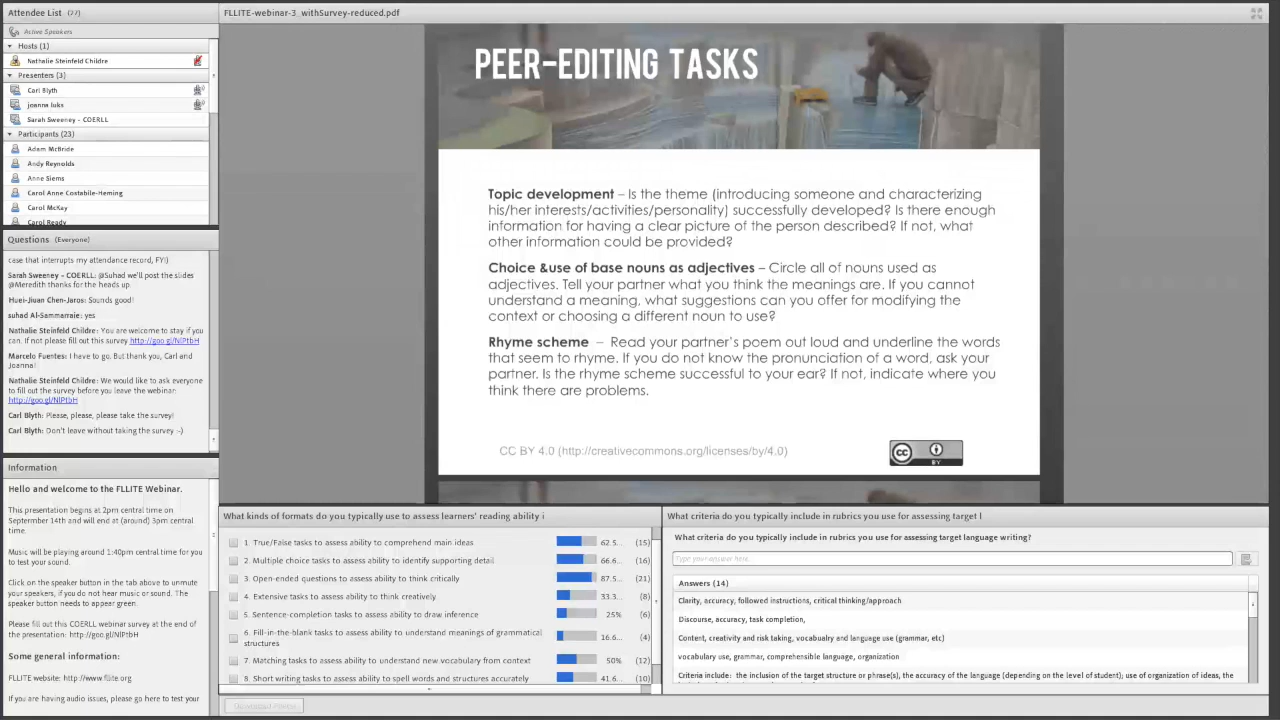 Attendee List (27)
Active Speakers
Hosts (1)
Nathalie Steinfeld Childre
Presenters (3)
Carl Blyth
joanna luks
Sarah Sweeney - COERLL
Participants (23)
Adam McBride
Andy Reynolds
Anne Siems
Carol Anne Costabile-Heming
Carol McKay
Carol Ready
Questions (Everyone)
case that interrupts my attendance record, FYI)
Sarah Sweeney - COERLL: @Suhad we'll post the slides
@Meredith thanks for the heads up
Huei-Jiuan Chen-Jaros: Sounds good!
suhad Al-Sammarraie: yes
Nathalie Steinfeld Childre: You are welcome to stay if you
can. If not please fill out this survey http://goo.gl/NlPtbH
Marcelo Fuentes: I have to go. But thank you, Carl and
Joanna!
Nathalie Steinfeld Childre: We would like to ask everyone
to fill out the survey before you leave the webinar:
http://goo.gl/NlPtbH
Carl Blyth: Please, please, please take the survey!
Carl Blyth: Don't leave without taking the survey :-)
Information
Hello and welcome to the FLLITE Webinar.
This presentation begins at 2pm central time on
September 14th and will end at (around) 3pm central
time.
Music will be playing around 1:40pm central time for you
to test your sound.
Click on the speaker button in the tab above to unmute
your speakers, if you do not hear music or sound. The
speaker button needs to appear green.
Please fill out this COERLL webinar survey at the end of
the presentation: http://goo.gl/NlPtbH
Some general information:
FLLITE website: http://www.fllite.org
If you are having audio issues, please go here to test your
FLLITE-webinar-3_withSurvey-reduced.pdf
PEER-EDITING TASKS
Topic development – Is the theme (introducing someone and characterizing
his/her interests/activities/personality) successfully developed? Is there enough
information for having a clear picture of the person described? If not, what
other information could be provided?
Choice &use of base nouns as adjectives – Circle all of nouns used as
adjectives. Tell your partner what you think the meanings are. If you cannot
understand a meaning, what suggestions can you offer for modifying the
context or choosing a different noun to use?
Rhyme scheme – Read your partner's poem out loud and underline the words
that seem to rhyme. If you do not know the pronunciation of a word, ask your
partner. Is the rhyme scheme successful to your ear? If not, indicate where you
think there are problems.
CC BY 4.0 (http://creativecommons.org/licenses/by/4.0)
cc BY
What kinds of formats do you typically use to assess learners' reading ability i
1. True/False tasks to assess ability to comprehend main ideas 62.5... (15)
2. Multiple choice tasks to assess ability to identify supporting detail 66.6... (16)
3. Open-ended questions to assess ability to think critically 87.5... (21)
4. Extensive tasks to assess ability to think creatively 33.3... (8)
5. Sentence-completion tasks to assess ability to draw inference 25% (6)
6. Fill-in-the-blank tasks to assess ability to understand meanings of grammatical
structures 16.6... (4)
7. Matching tasks to assess ability to understand new vocabulary from context 50% (12)
8. Short writing tasks to assess ability to spell words and structures accurately 41.6... (10)
What criteria do you typically include in rubrics you use for assessing target l
What criteria do you typically include in rubrics you use for assessing target language writing?
Type your answer here...
Answers (14)
Clarity, accuracy, followed instructions, critical thinking/approach
Discourse, accuracy, task completion,
Content, creativity and risk taking, vocabualry and language use (grammar, etc)
vocabulary use, grammar, comprehensible language, organization
Criteria include: the inclusion of the target structure or phrase(s), the accuracy of the language (depending on the level of student); use of organization of ideas, the